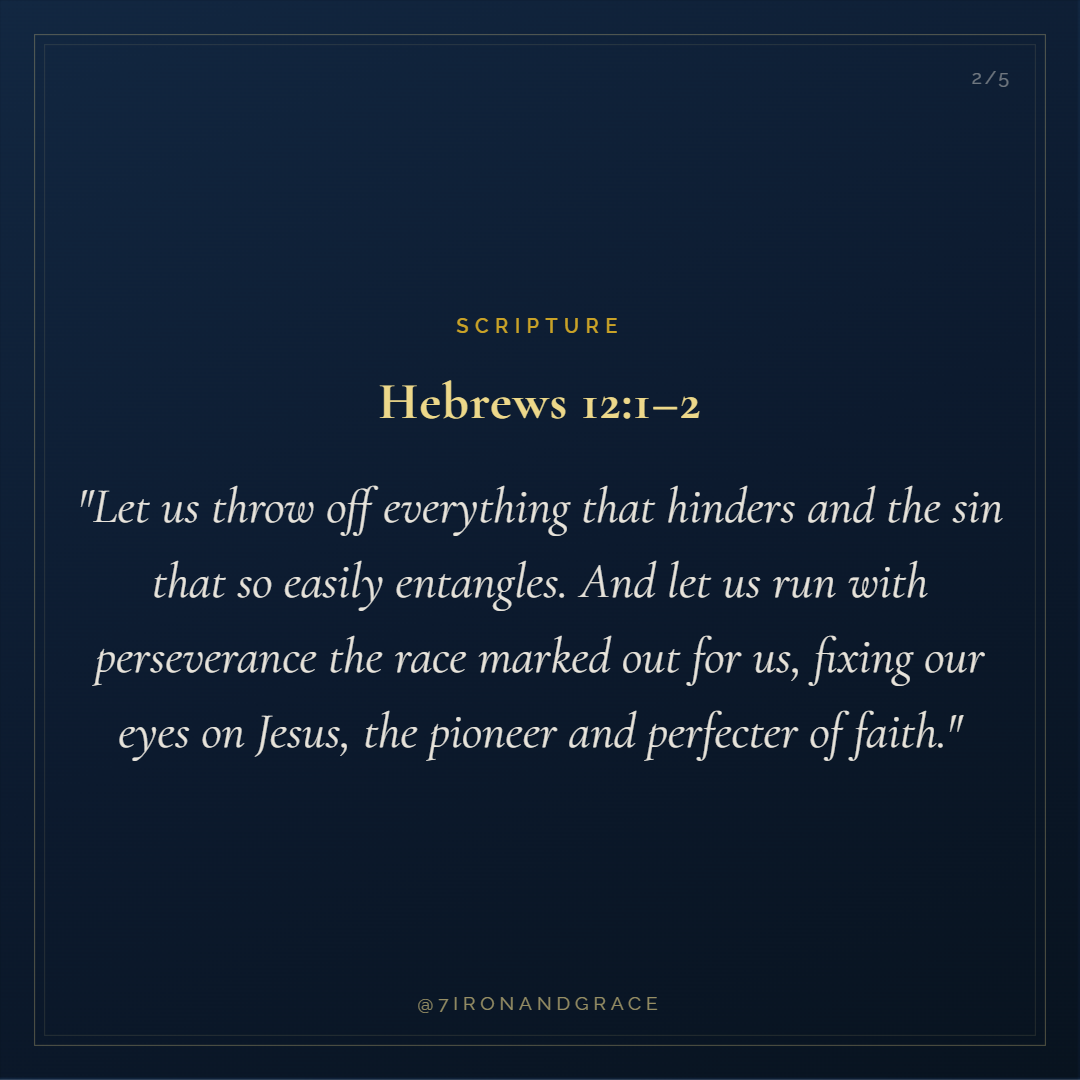 2/5
SCRIPTURE
Hebrews 12:1–2
"Let us throw off everything that hinders and the sin
that so easily entangles. And let us run with
perseverance the race marked out for us, fixing our
eyes on Jesus, the pioneer and perfecter of faith."
@7IRONANDGRACE